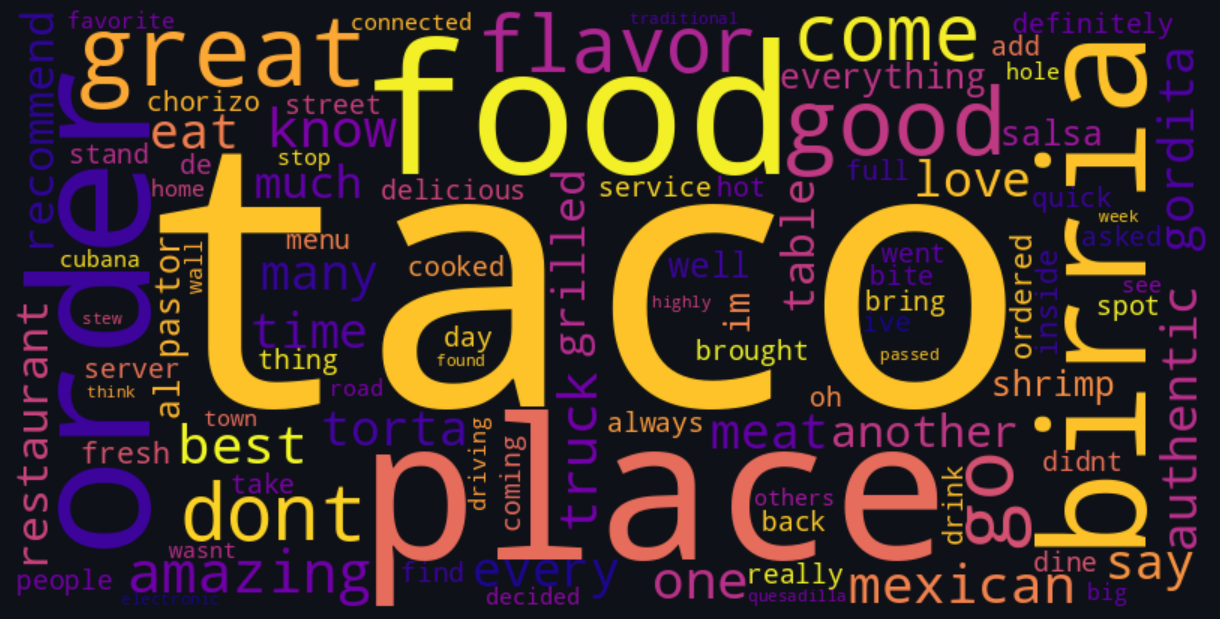 favorite
connected
traditional
definitely
recommend
great
food
flavor
come
add
hole
everything
chorizo
street
eat
know
good
salsa
stand
de
stop
home
much
delicious
service
hot
full
love
quick
week
asked
gordita
order
taco
birria
cubana
menu
al pastor
wall
many
cooked
grilled
table
well
highly
im
went
bite
bring
ive
passed
ordered
inside
see
spot
stew
restaurant
time
thing
day
found
brought
server
think
road
oh
shrimp
authentic
town
torta
truck
always
meat
another
fresh
best
driving
coming
place
didnt
take
dont
others
back
drink
go
wasnt
people
amazing
find
every
decided
one
really
quesadilla
mexican
dine
say
big
electronic